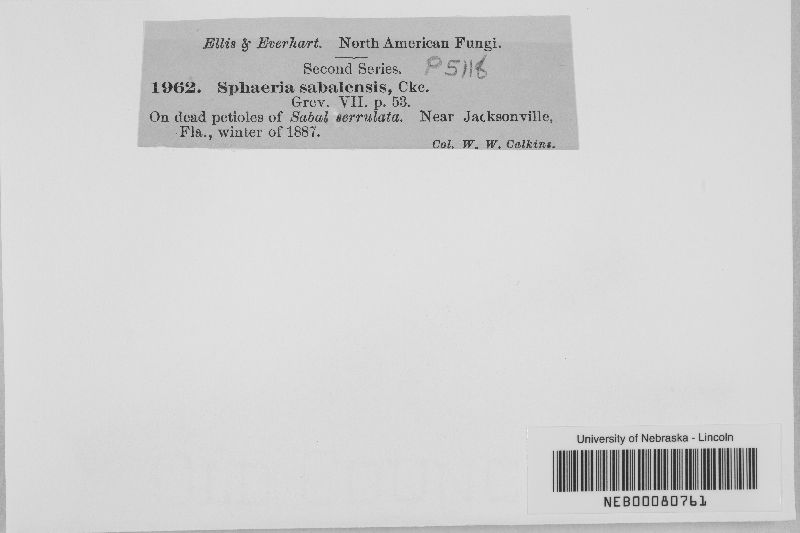 Ellis & Everhart. North American Fungi.
Second Series. P5118
1962. Sphaeria sabalensis, Cke.
Grev. VII. p. 53.
On dead petioles of Sabal serrulata. Near Jacksonville,
Fla., winter of 1887.
Col. W. W. Calkins.
University of Nebraska - Lincoln
NEB00080761